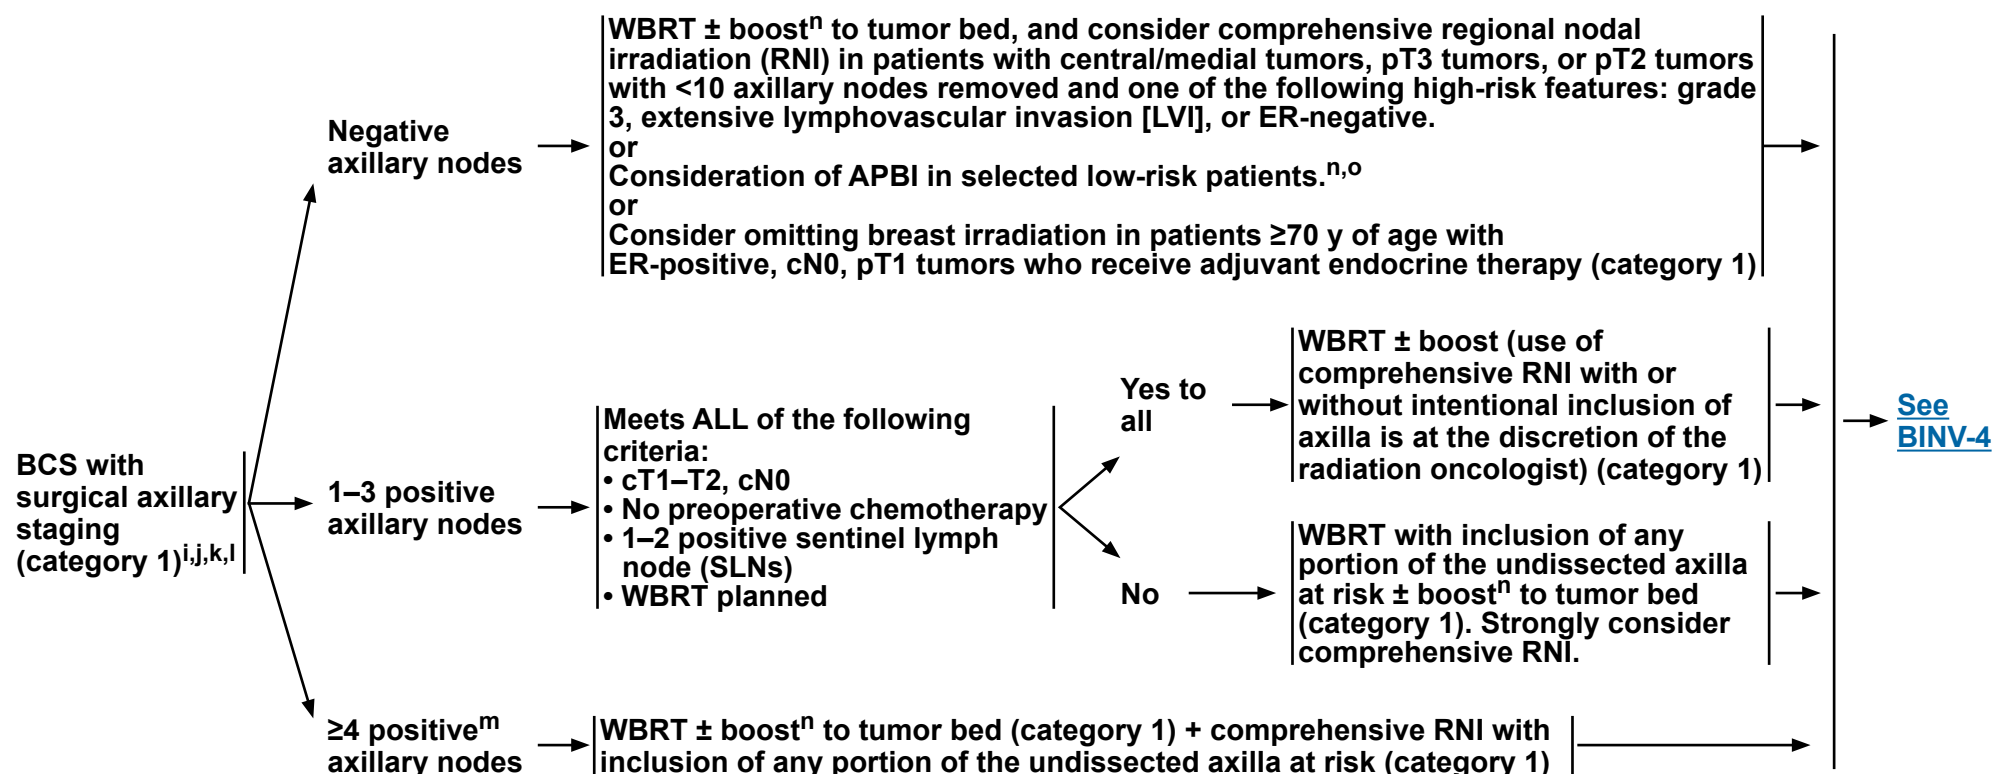 BCS with
surgical axillary
staging
(category 1)i,j,k,l
Negative
axillary nodes
WBRT ± boostn to tumor bed, and consider comprehensive regional nodal
irradiation (RNI) in patients with central/medial tumors, pT3 tumors, or pT2 tumors
with <10 axillary nodes removed and one of the following high-risk features: grade
3, extensive lymphovascular invasion [LVI], or ER-negative.
or
Consideration of APBI in selected low-risk patients.n,o
or
Consider omitting breast irradiation in patients ≥70 y of age with
ER-positive, cN0, pT1 tumors who receive adjuvant endocrine therapy (category 1)
1–3 positive
axillary nodes
Meets ALL of the following
criteria:
• cT1–T2, cN0
• No preoperative chemotherapy
• 1–2 positive sentinel lymph
node (SLNs)
• WBRT planned
Yes to
all
WBRT ± boost (use of
comprehensive RNI with or
without intentional inclusion of
axilla is at the discretion of the
radiation oncologist) (category 1)
No
WBRT with inclusion of any
portion of the undissected axilla
at risk ± boostn to tumor bed
(category 1). Strongly consider
comprehensive RNI.
≥4 positivem
axillary nodes
WBRT ± boostn to tumor bed (category 1) + comprehensive RNI with
inclusion of any portion of the undissected axilla at risk (category 1)
See
BINV-4